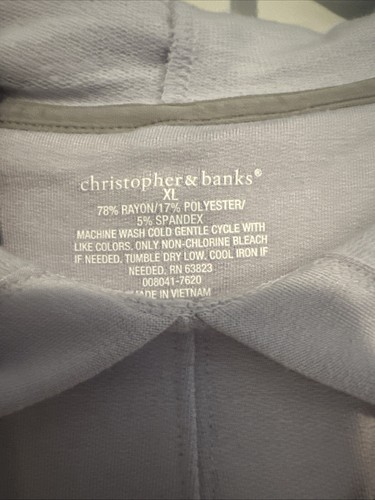 christopher & banks®
XL
78% RAYON/17% POLYESTER/
5% SPANDEX
MACHINE WASH COLD GENTLE CYCLE WITH
LIKE COLORS. ONLY NON-CHLORINE BLEACH
IF NEEDED. TUMBLE DRY LOW. COOL IRON IF
NEEDED. RN 63823
008041-7620
MADE IN VIETNAM